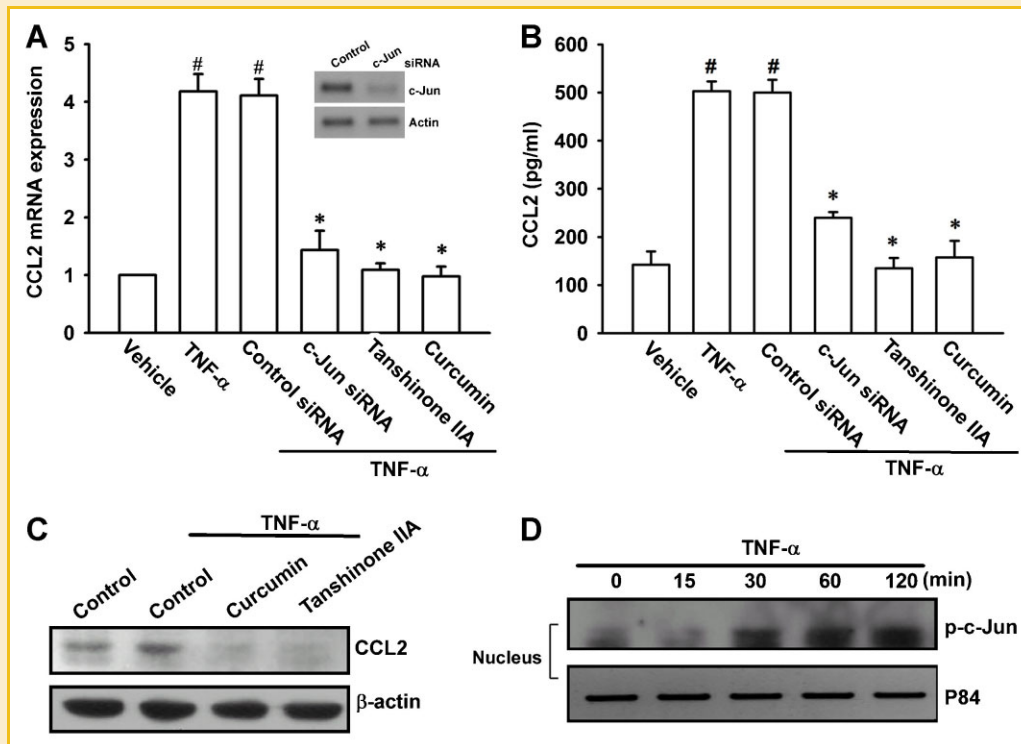 A
CCL2 mRNA expression
5
4
3
2
1
0
#
#
*
*
*
Control c-Jun siRNA
c-Jun
Actin
Vehicle
TNF-α
Control siRNA
c-Jun siRNA
Tanshinone IIA
Curcumin
TNF-α
B
CCL2 (pg/ml)
600
500
400
300
200
100
0
#
#
*
*
*
Vehicle
TNF-α
Control siRNA
c-Jun siRNA
Tanshinone IIA
Curcumin
TNF-α
C
TNF-α
Control
Control
Curcumin
Tanshinone IIA
CCL2
β-actin
D
TNF-α
0 15 30 60 120 (min)
Nucleus
p-c-Jun
P84